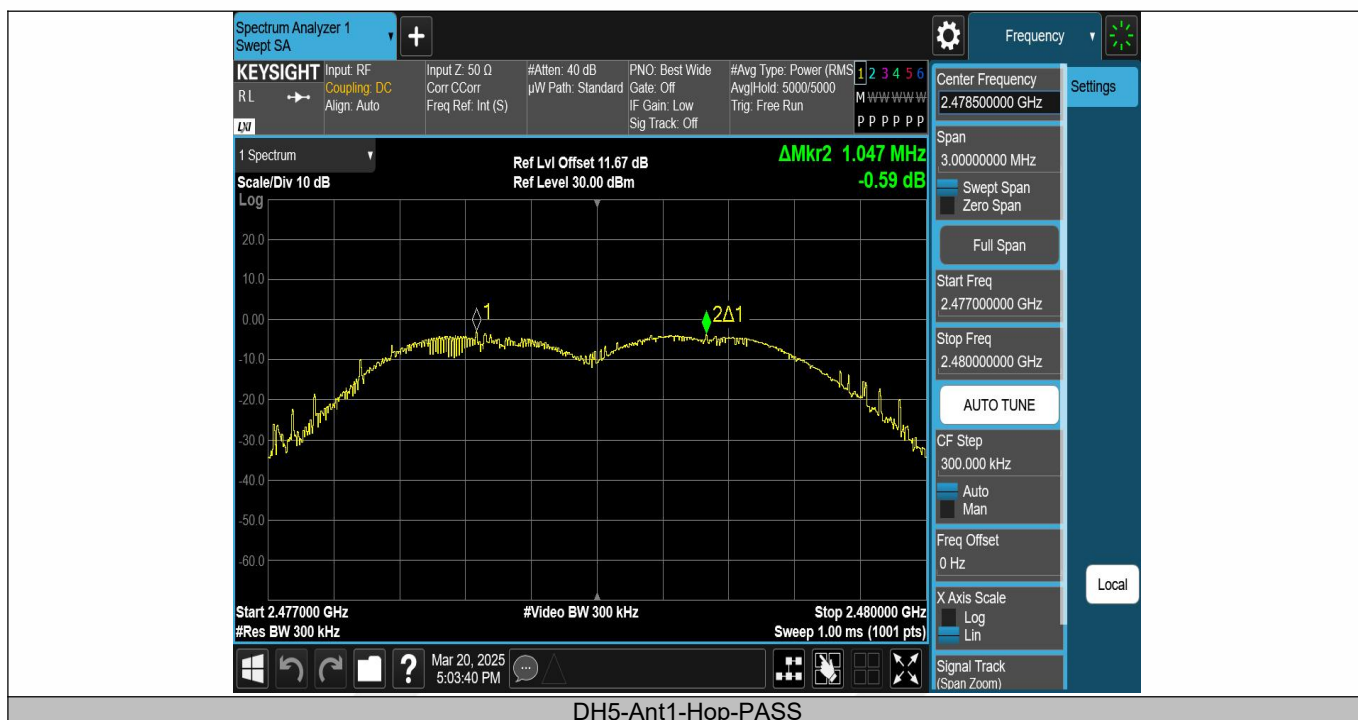 Spectrum Analyzer 1
Swept SA
Frequency
KEYSIGHT
RL
LXI
Input: RF
Coupling: DC
Align: Auto
Input Z: 50 Ω
Corr CCorr
Freq Ref: Int (S)
#Atten: 40 dB
µW Path: Standard
PNO: Best Wide
Gate: Off
IF Gain: Low
Sig Track: Off
#Avg Type: Power (RMS
Avg|Hold: 5000/5000
Trig: Free Run
1 2 3 4 5 6
M W W W W W
P P P P P P
1 Spectrum
Scale/Div 10 dB
Log
Ref Lvl Offset 11.67 dB
Ref Level 30.00 dBm
ΔMkr2 1.047 MHz
-0.59 dB
20.0
10.0
0.00
-10.0
-20.0
-30.0
-40.0
-50.0
-60.0
1
2Δ1
Start 2.477000 GHz
#Res BW 300 kHz
#Video BW 300 kHz
Stop 2.480000 GHz
Sweep 1.00 ms (1001 pts)
Mar 20, 2025
5:03:40 PM
Center Frequency
2.478500000 GHz
Settings
Span
3.00000000 MHz
Swept Span
Zero Span
Full Span
Start Freq
2.477000000 GHz
Stop Freq
2.480000000 GHz
AUTO TUNE
CF Step
300.000 kHz
Auto
Man
Freq Offset
0 Hz
Local
X Axis Scale
Log
Lin
Signal Track
(Span Zoom)
DH5-Ant1-Hop-PASS